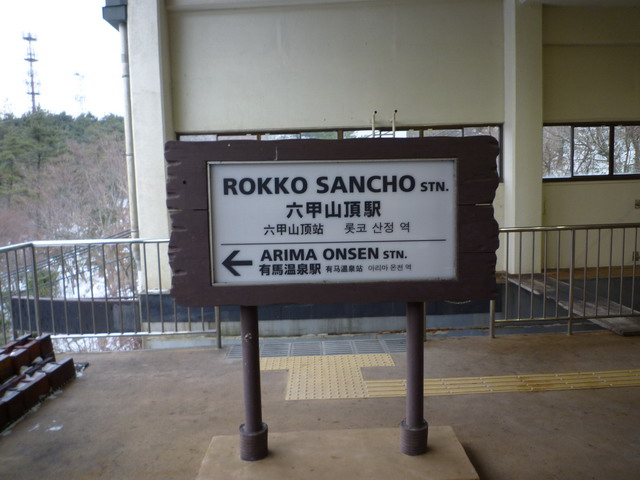 ROKKO SANCHO STN.
六甲山頂駅
六甲山顶站 롯코 산정 역
ARIMA ONSEN STN.
有馬温泉駅 有马温泉站 아리마 온천 역